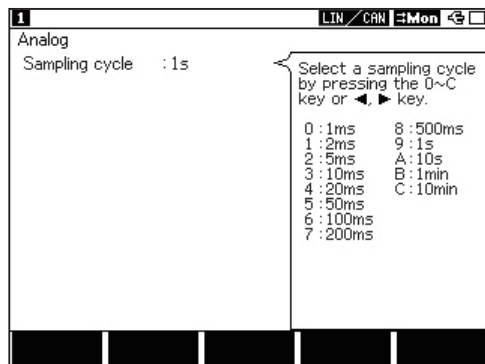 1 LIN/CAN ⇄Mon
Analog
Sampling cycle :1s
Select a sampling cycle
by pressing the 0~C
key or ◀, ▶ key.
0:1ms 8:500ms
1:2ms 9:1s
2:5ms A:10s
3:10ms B:1min
4:20ms C:10min
5:50ms
6:100ms
7:200ms